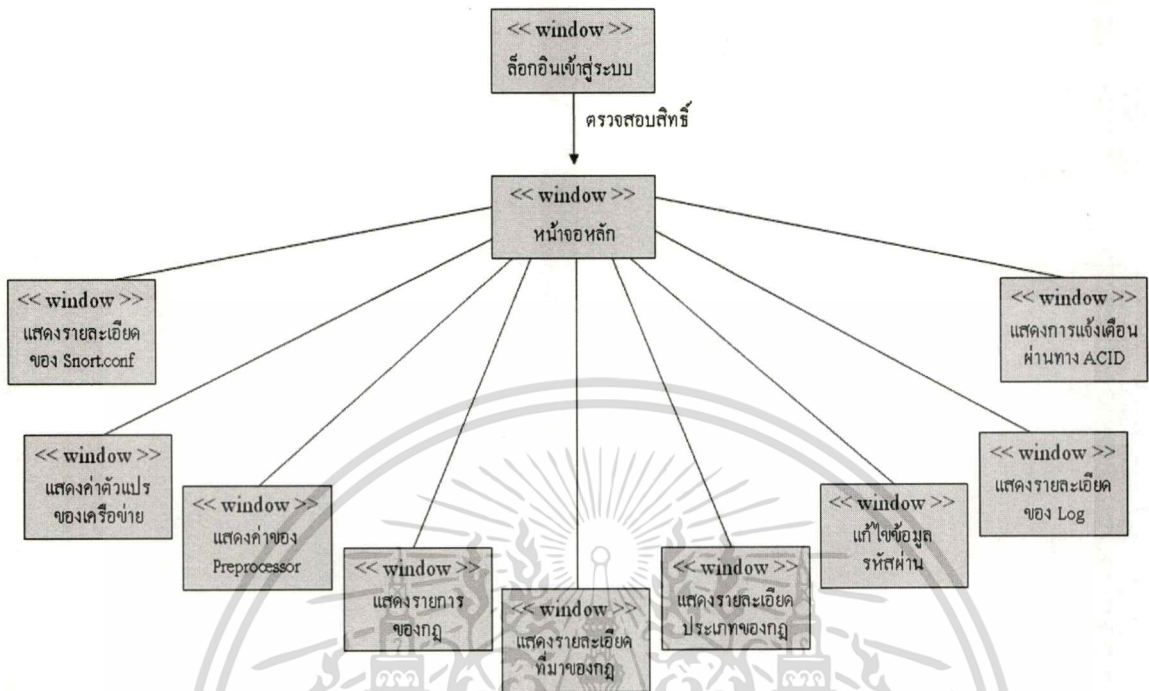 << window >>
ล็อกอินเข้าสู่ระบบ
ตรวจสอบสิทธิ์
<< window >>
หน้าจอหลัก
<< window >>
แสดงรายละเอียด
ของ Snort.conf
<< window >>
แสดงค่าตัวแปร
ของเครือข่าย
<< window >>
แสดงค่าของ
Preprocessor
<< window >>
แสดงรายการ
ของกฎ
<< window >>
แสดงรายละเอียด
ที่มาของกฎ
<< window >>
แสดงรายละเอียด
ประเภทของกฎ
<< window >>
แก้ไขข้อมูล
รหัสผ่าน
<< window >>
แสดงรายละเอียด
ของ Log
<< window >>
แสดงการแจ้งเตือน
ผ่านทาง ACID